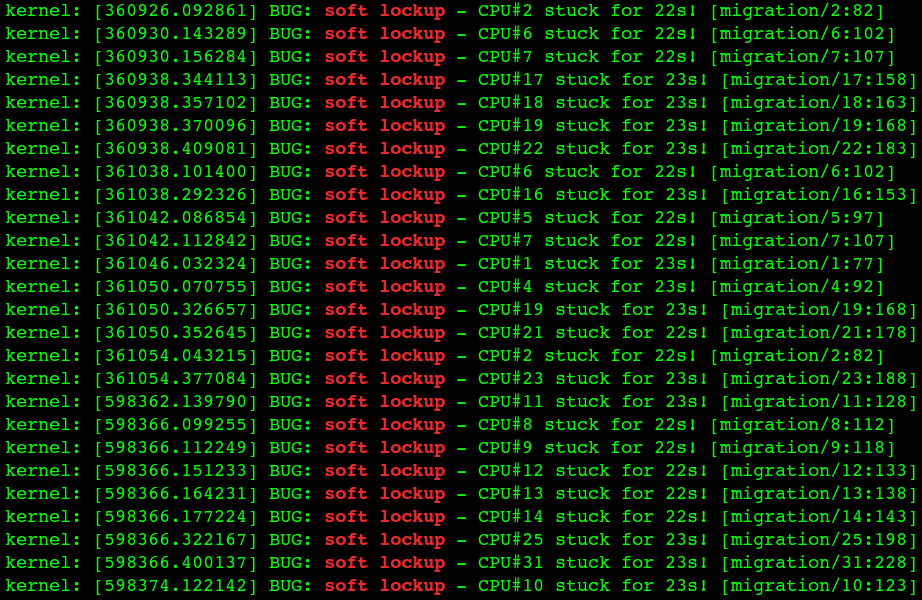 kernel: [360926.092861] BUG: soft lockup - CPU#2 stuck for 22s! [migration/2:82]
kernel: [360930.143289] BUG: soft lockup - CPU#6 stuck for 22s! [migration/6:102]
kernel: [360930.156284] BUG: soft lockup - CPU#7 stuck for 22s! [migration/7:107]
kernel: [360938.344113] BUG: soft lockup - CPU#17 stuck for 23s! [migration/17:158]
kernel: [360938.357102] BUG: soft lockup - CPU#18 stuck for 23s! [migration/18:163]
kernel: [360938.370096] BUG: soft lockup - CPU#19 stuck for 23s! [migration/19:168]
kernel: [360938.409081] BUG: soft lockup - CPU#22 stuck for 23s! [migration/22:183]
kernel: [361038.101400] BUG: soft lockup - CPU#6 stuck for 22s! [migration/6:102]
kernel: [361038.292326] BUG: soft lockup - CPU#16 stuck for 23s! [migration/16:153]
kernel: [361042.086854] BUG: soft lockup - CPU#5 stuck for 22s! [migration/5:97]
kernel: [361042.112842] BUG: soft lockup - CPU#7 stuck for 22s! [migration/7:107]
kernel: [361046.032324] BUG: soft lockup - CPU#1 stuck for 23s! [migration/1:77]
kernel: [361050.070755] BUG: soft lockup - CPU#4 stuck for 23s! [migration/4:92]
kernel: [361050.326657] BUG: soft lockup - CPU#19 stuck for 23s! [migration/19:168]
kernel: [361050.352645] BUG: soft lockup - CPU#21 stuck for 22s! [migration/21:178]
kernel: [361054.043215] BUG: soft lockup - CPU#2 stuck for 22s! [migration/2:82]
kernel: [361054.377084] BUG: soft lockup - CPU#23 stuck for 23s! [migration/23:188]
kernel: [598362.139790] BUG: soft lockup - CPU#11 stuck for 23s! [migration/11:128]
kernel: [598366.099255] BUG: soft lockup - CPU#8 stuck for 22s! [migration/8:112]
kernel: [598366.112249] BUG: soft lockup - CPU#9 stuck for 22s! [migration/9:118]
kernel: [598366.151233] BUG: soft lockup - CPU#12 stuck for 22s! [migration/12:133]
kernel: [598366.164231] BUG: soft lockup - CPU#13 stuck for 22s! [migration/13:138]
kernel: [598366.177224] BUG: soft lockup - CPU#14 stuck for 22s! [migration/14:143]
kernel: [598366.322167] BUG: soft lockup - CPU#25 stuck for 23s! [migration/25:198]
kernel: [598366.400137] BUG: soft lockup - CPU#31 stuck for 23s! [migration/31:228]
kernel: [598374.122142] BUG: soft lockup - CPU#10 stuck for 23s! [migration/10:123]